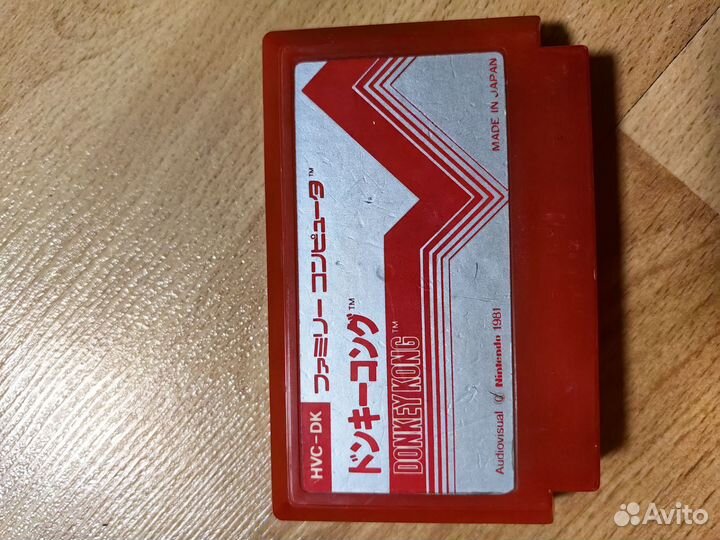 HVC-DK ファミリー コンピュータ™
ドンキーコング™
DONKEY KONG™
Audiovisual © Nintendo 1981 MADE IN JAPAN
Avito